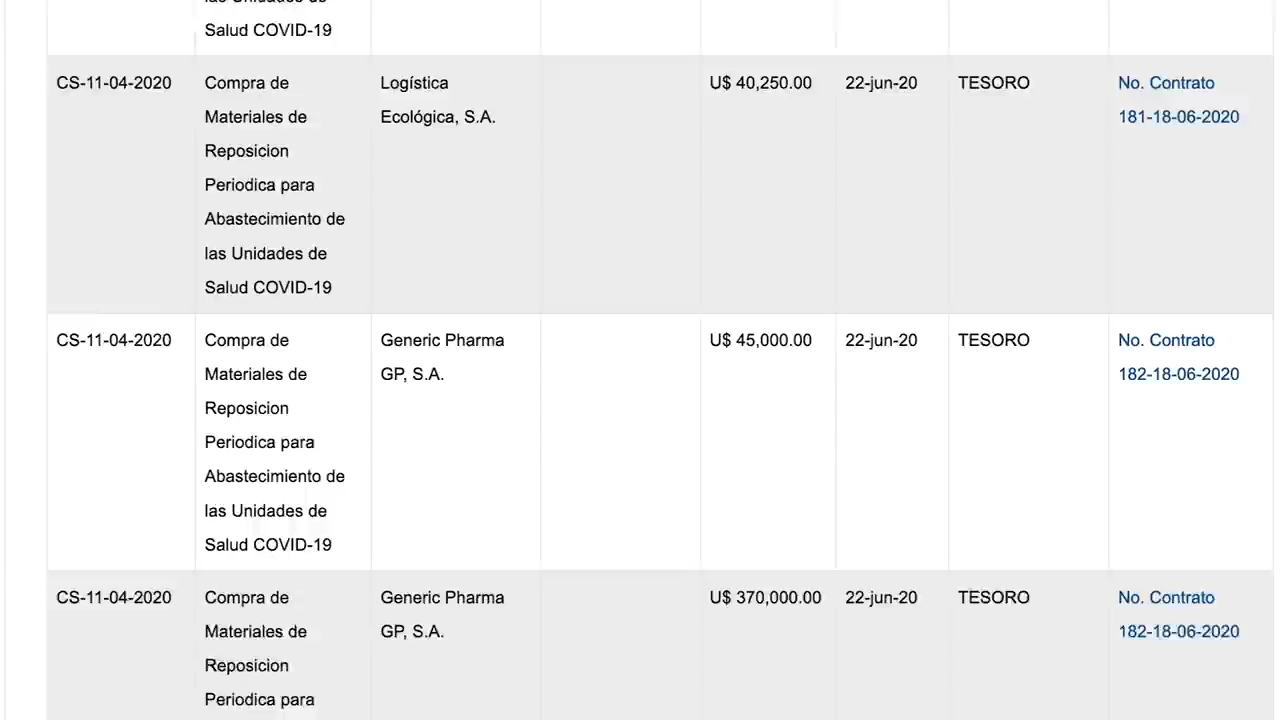 las Unidades de
Salud COVID-19
CS-11-04-2020
Compra de
Materiales de
Reposicion
Periodica para
Abastecimiento de
las Unidades de
Salud COVID-19
Logística
Ecológica, S.A.
U$ 40,250.00
22-jun-20
TESORO
No. Contrato
181-18-06-2020
CS-11-04-2020
Compra de
Materiales de
Reposicion
Periodica para
Abastecimiento de
las Unidades de
Salud COVID-19
Generic Pharma
GP, S.A.
U$ 45,000.00
22-jun-20
TESORO
No. Contrato
182-18-06-2020
CS-11-04-2020
Compra de
Materiales de
Reposicion
Periodica para
Generic Pharma
GP, S.A.
U$ 370,000.00
22-jun-20
TESORO
No. Contrato
182-18-06-2020